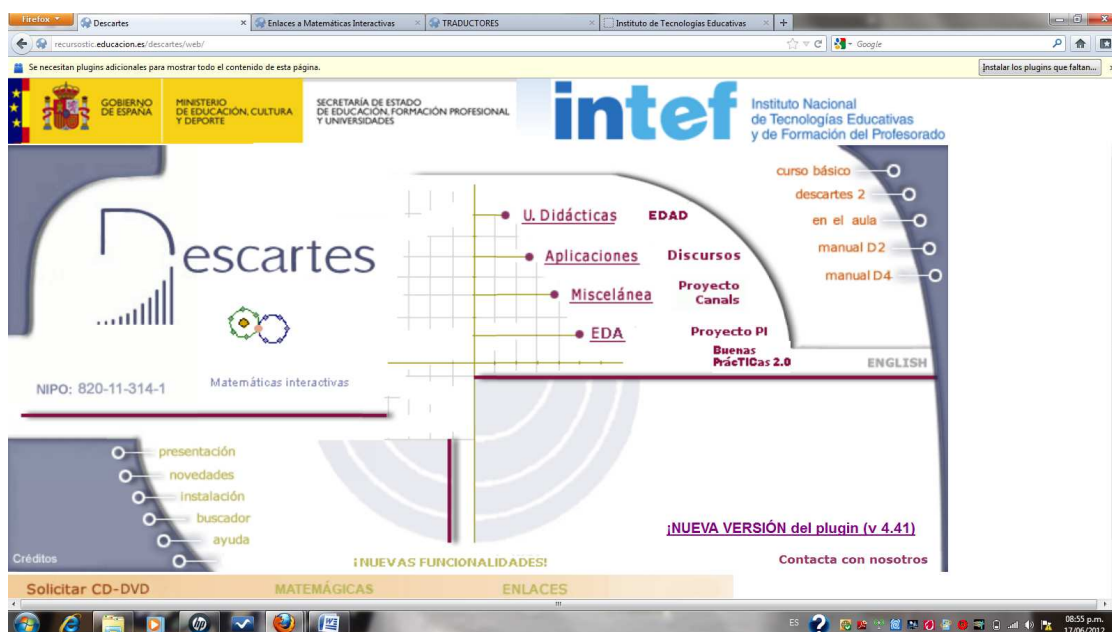 Firefox
Descartes
Enlaces a Matemáticas Interactivas
TRADUCTORES
Instituto de Tecnologías Educativas
recursostic.educacion.es/descartes/web/
Google
Se necesitan plugins adicionales para mostrar todo el contenido de esta página.
Instalar los plugins que faltan...
GOBIERNO
DE ESPAÑA
MINISTERIO
DE EDUCACIÓN, CULTURA
Y DEPORTE
SECRETARÍA DE ESTADO
DE EDUCACIÓN, FORMACIÓN PROFESIONAL
Y UNIVERSIDADES
intef
Instituto Nacional
de Tecnologías Educativas
y de Formación del Profesorado
curso básico
descartes 2
en el aula
manual D2
manual D4
Descartes
U. Didácticas EDAD
Aplicaciones Discursos
Miscelánea Proyecto
Canals
EDA Proyecto PI
Buenas
PrácTICas 2.0
ENGLISH
NIPO: 820-11-314-1
Matemáticas interactivas
presentación
novedades
instalación
buscador
ayuda
Créditos
¡NUEVAS FUNCIONALIDADES!
¡NUEVA VERSIÓN del plugin (v 4.41)
Contacta con nosotros
Solicitar CD-DVD MATEMÁGICAS ENLACES
ES
08:55 p.m.
17/06/2012